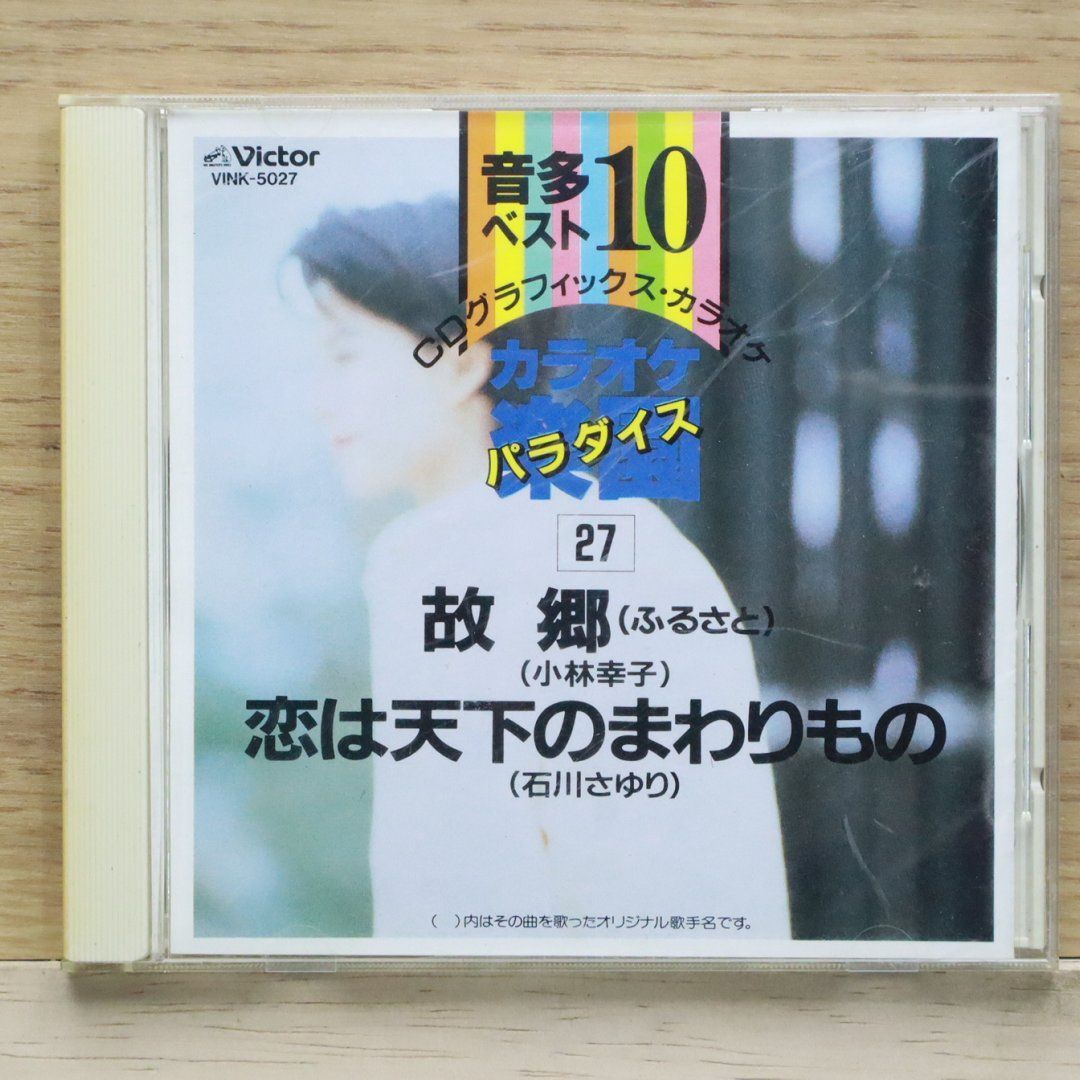 Victor
VINK-5027
音多
ベスト10
CDグラフィックス・カラオケ
カラオケ
楽園
パラダイス
27
故郷(ふるさと)
(小林幸子)
恋は天下のまわりもの
(石川さゆり)
( )内はその曲を歌ったオリジナル歌手名です。